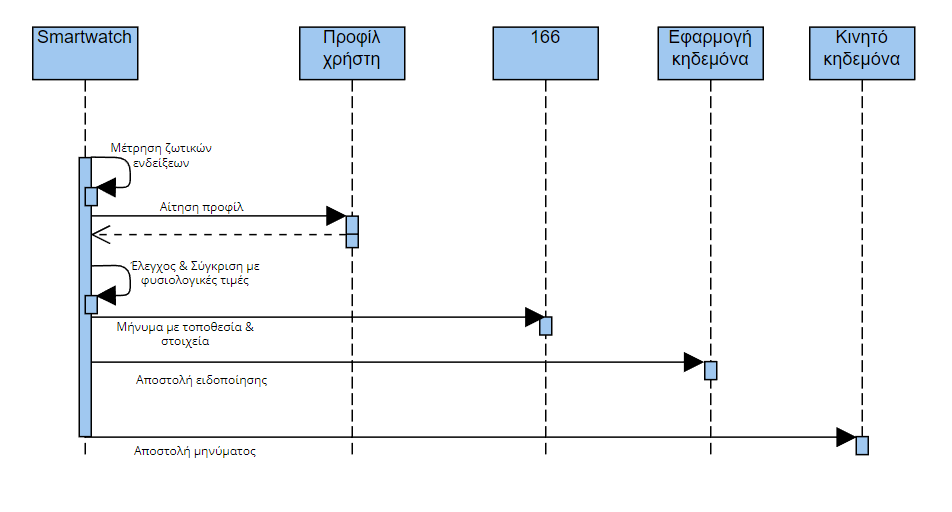 Smartwatch
Προφίλ
χρήστη
166
Εφαρμογή
κηδεμόνα
Κινητό
κηδεμόνα
Μέτρηση ζωτικών
ενδείξεων
Αίτηση προφίλ
Έλεγχος & Σύγκριση με
φυσιολογικές τιμές
Μήνυμα με τοποθεσία &
στοιχεία
Αποστολή ειδοποίησης
Αποστολή μηνύματος